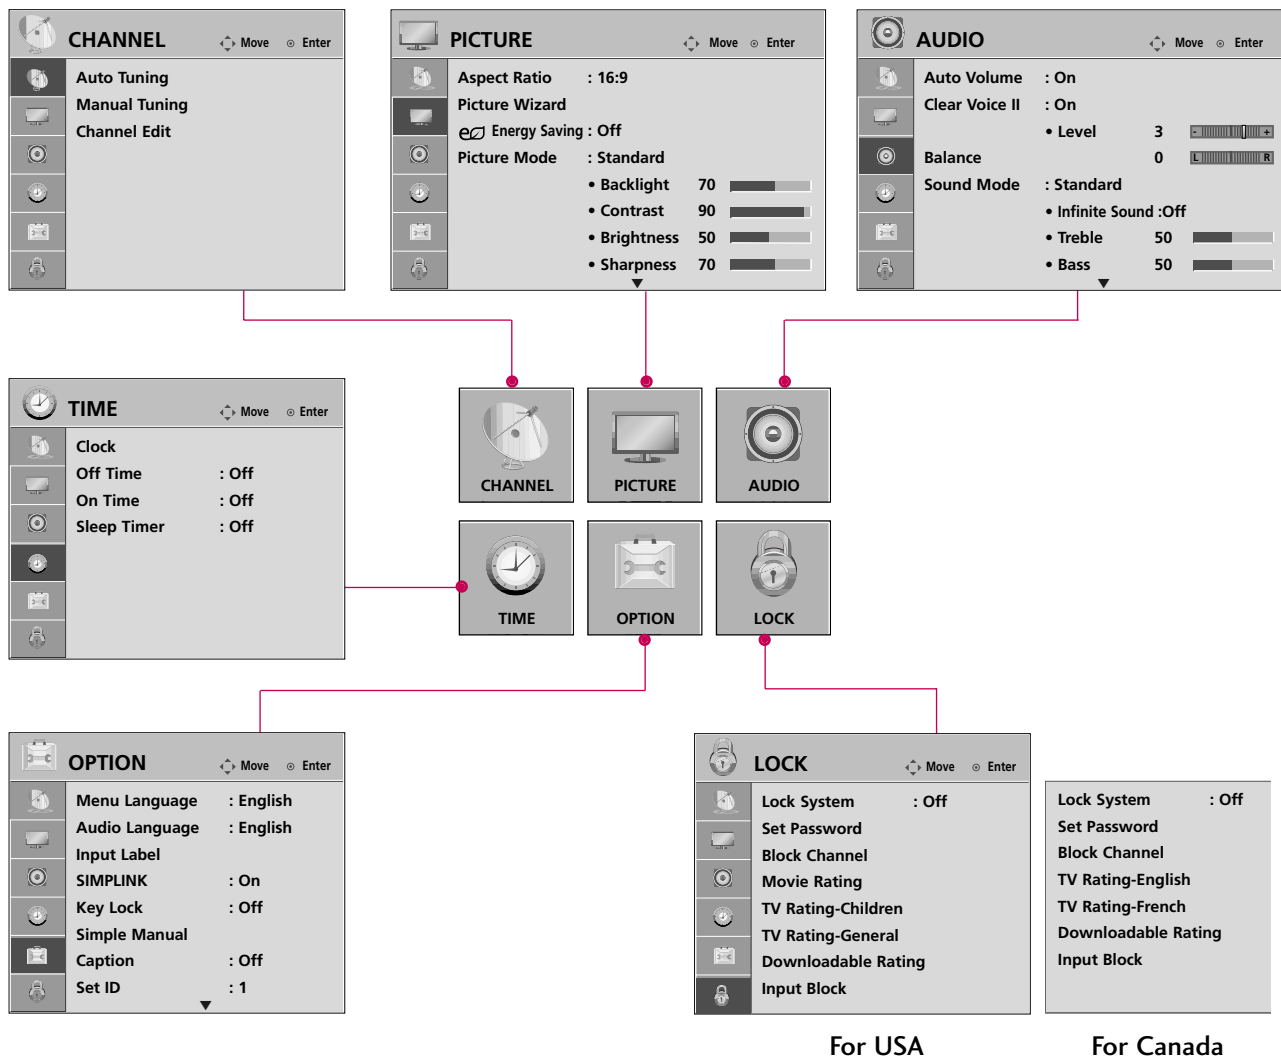 CHANNEL Move Enter
Auto Tuning
Manual Tuning
Channel Edit
PICTURE Move Enter
Aspect Ratio : 16:9
Picture Wizard
e Energy Saving : Off
Picture Mode : Standard
• Backlight 70
• Contrast 90
• Brightness 50
• Sharpness 70
AUDIO Move Enter
Auto Volume : On
Clear Voice II : On
• Level 3 - +
Balance 0 L R
Sound Mode : Standard
• Infinite Sound :Off
• Treble 50
• Bass 50
TIME Move Enter
Clock
Off Time : Off
On Time : Off
Sleep Timer : Off
CHANNEL
PICTURE
AUDIO
TIME
OPTION
LOCK
OPTION Move Enter
Menu Language : English
Audio Language : English
Input Label
SIMPLINK : On
Key Lock : Off
Simple Manual
Caption : Off
Set ID : 1
LOCK Move Enter
Lock System : Off
Set Password
Block Channel
Movie Rating
TV Rating-Children
TV Rating-General
Downloadable Rating
Input Block
For USA
Lock System : Off
Set Password
Block Channel
TV Rating-English
TV Rating-French
Downloadable Rating
Input Block
For Canada